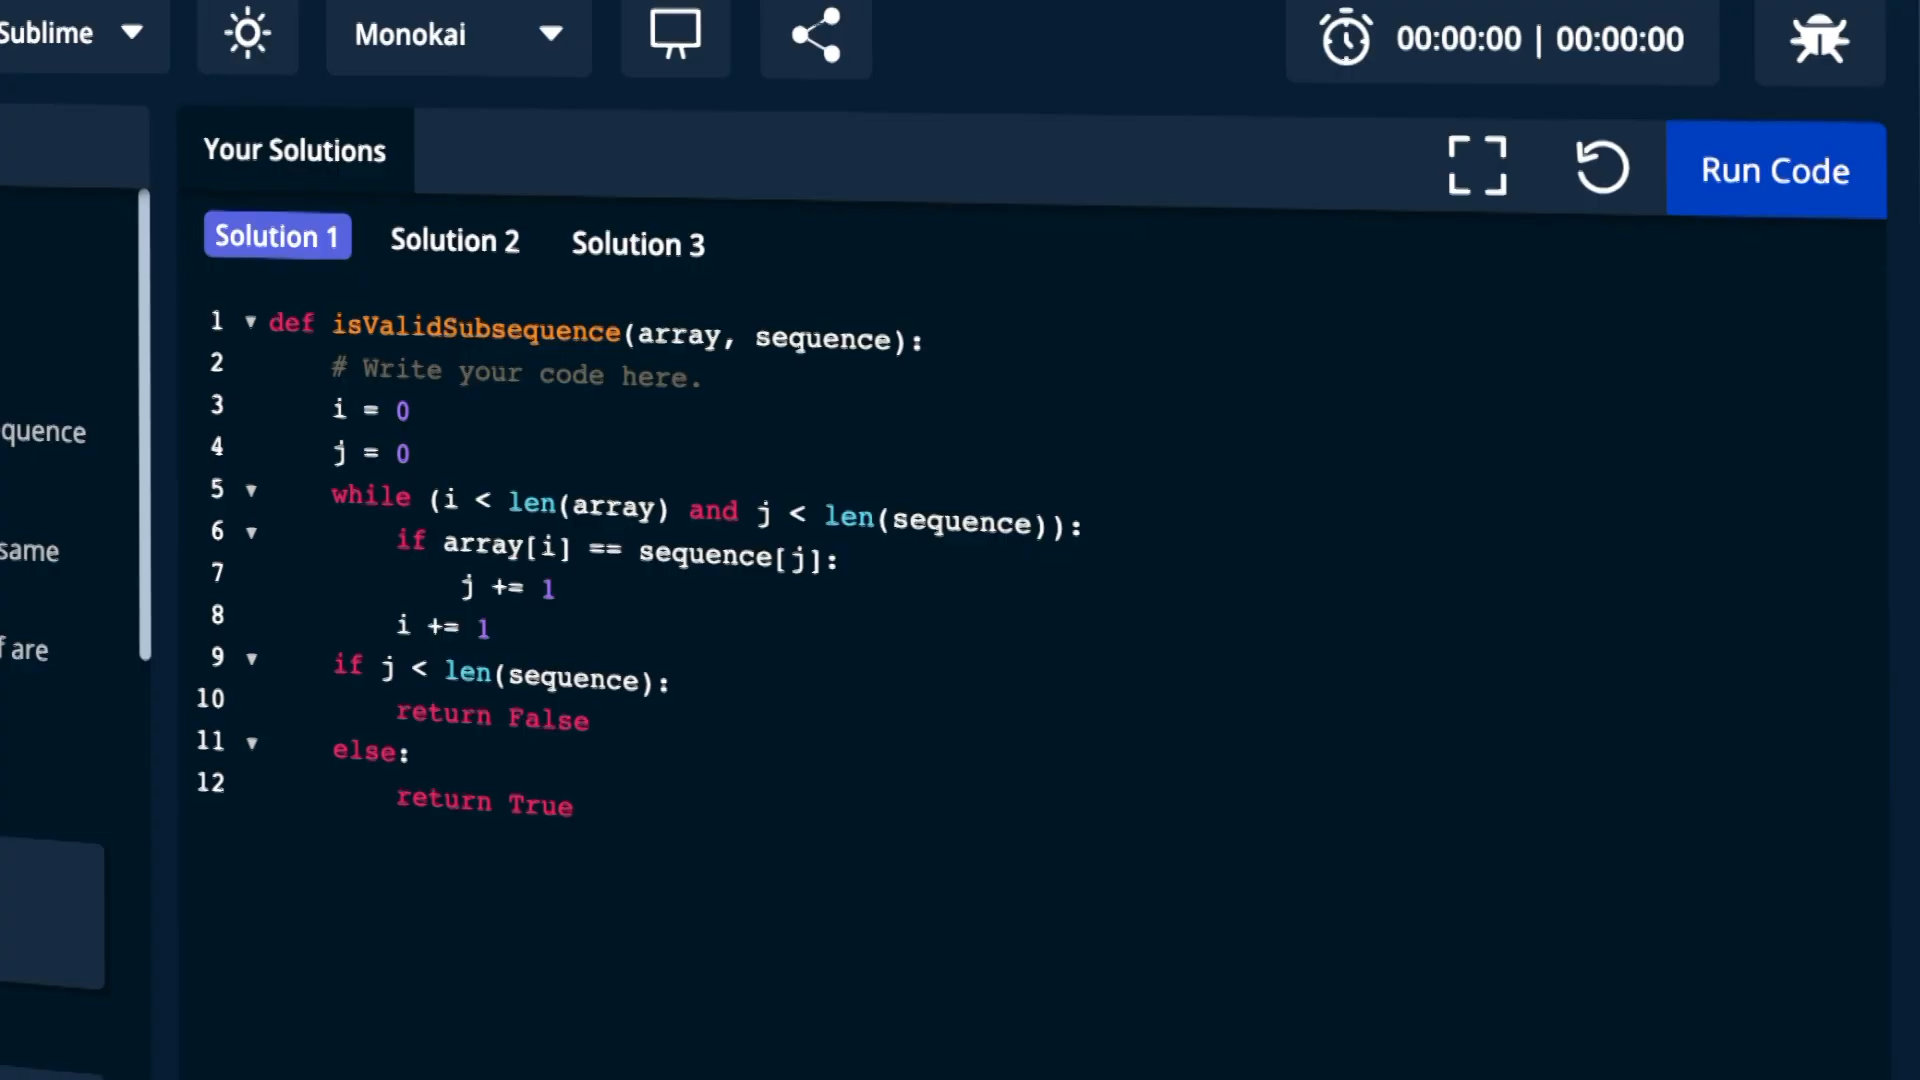 Sublime
Monokai
00:00:00 | 00:00:00
Your Solutions
Run Code
Solution 1
Solution 2
Solution 3
1 def isValidSubsequence(array, sequence):
2 # Write your code here.
3 i = 0
4 j = 0
5 while (i < len(array) and j < len(sequence)):
6 if array[i] == sequence[j]:
7 j += 1
8 i += 1
9 if j < len(sequence):
10 return False
11 else:
12 return True
quence
same
f are